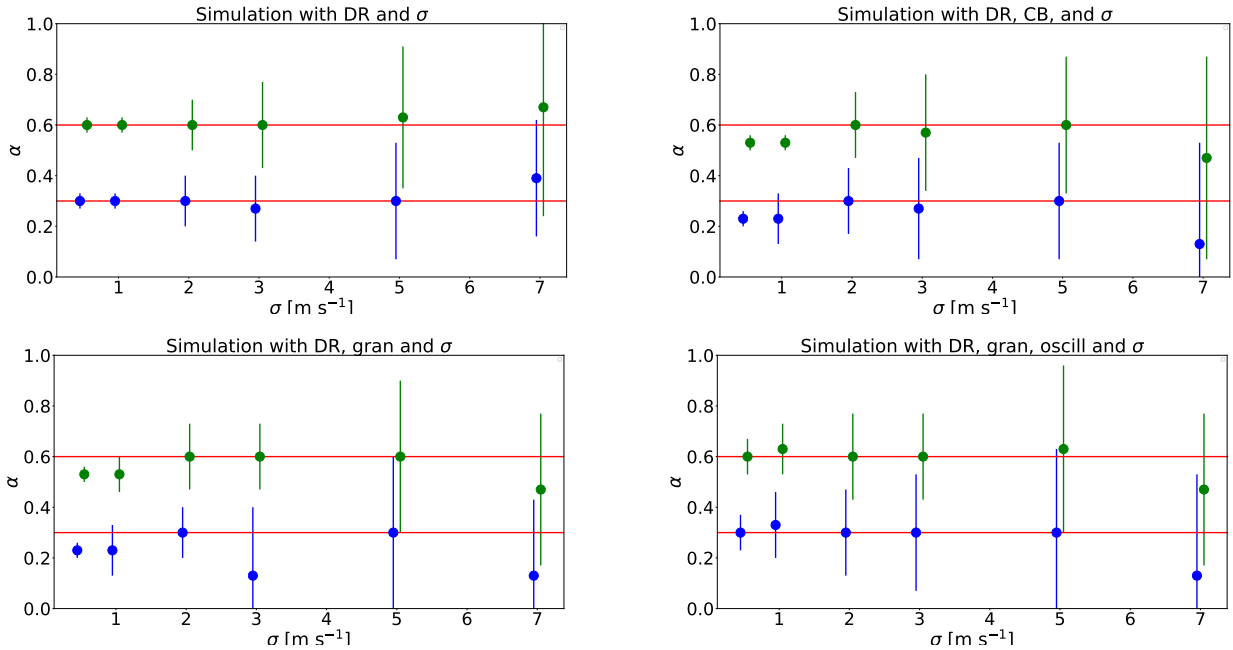 Simulation with DR and σ
1.0
0.8
0.6
0.4
0.2
0.0
α
1 2 3 4 5 6 7
σ [m s⁻¹]
Simulation with DR, CB, and σ
1.0
0.8
0.6
0.4
0.2
0.0
α
1 2 3 4 5 6 7
σ [m s⁻¹]
Simulation with DR, gran and σ
1.0
0.8
0.6
0.4
0.2
0.0
α
1 2 3 4 5 6 7
σ [m s⁻¹]
Simulation with DR, gran, oscill and σ
1.0
0.8
0.6
0.4
0.2
0.0
α
1 2 3 4 5 6 7
σ [m s⁻¹]